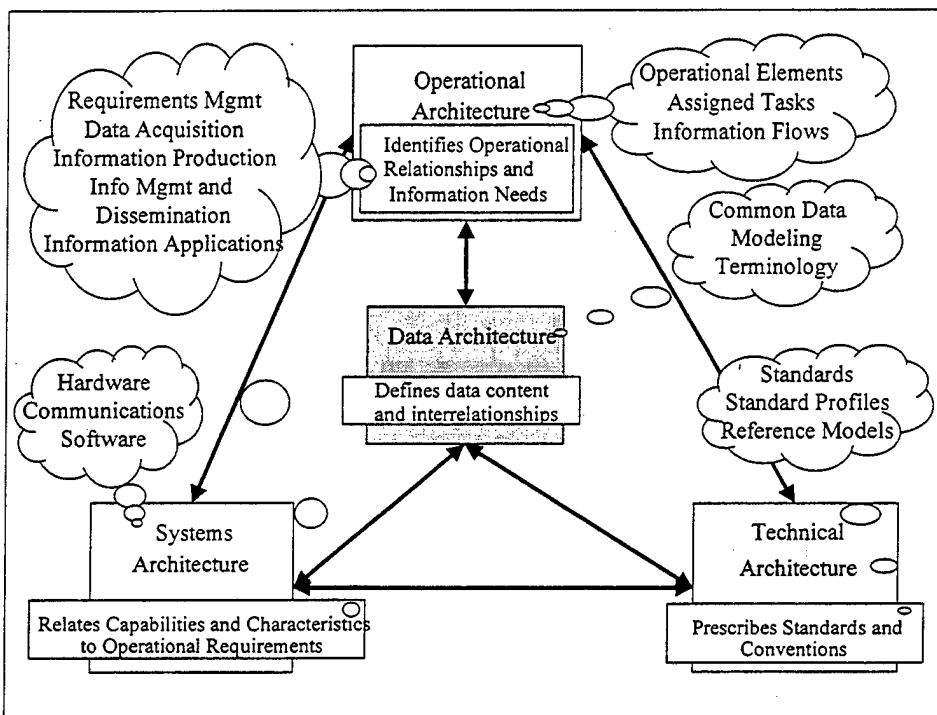 Requirements Mgmt
Data Acquisition
Information Production
Info Mgmt and
Dissemination
Information Applications
Operational
Architecture
Identifies Operational
Relationships and
Information Needs
Operational Elements
Assigned Tasks
Information Flows
Common Data
Modeling
Terminology
Data Architecture
Defines data content
and interrelationships
Hardware
Communications
Software
Standards
Standard Profiles
Reference Models
Systems
Architecture
Relates Capabilities and Characteristics
to Operational Requirements
Technical
Architecture
Prescribes Standards and
Conventions